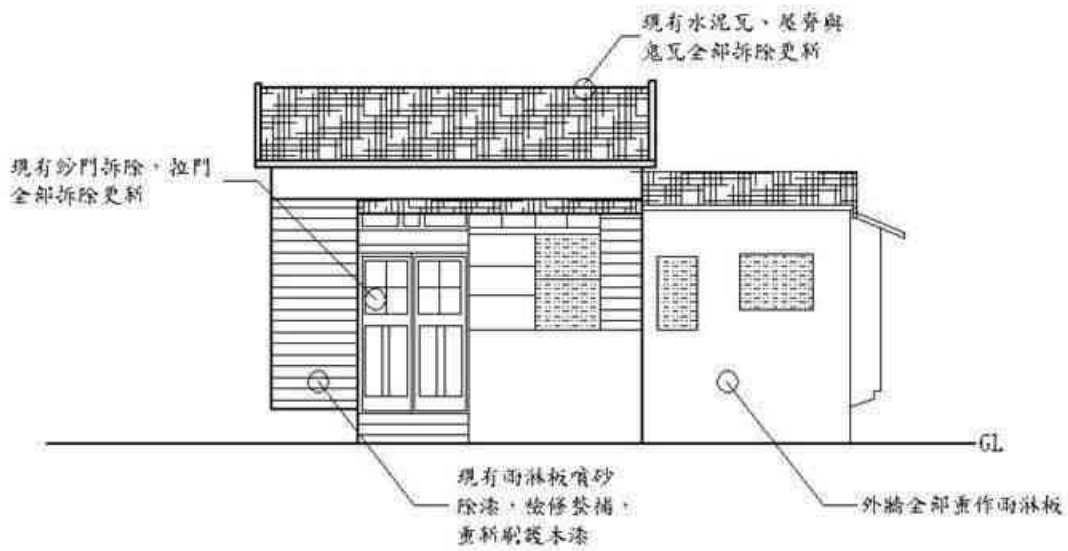 現有水泥瓦、屋脊與
鬼瓦全部拆除更新
現有紗門拆除，拉門
全部拆除更新
GL
現有雨淋板噴砂
除漆，檢修整補，
重新刷護木漆
外牆全部重作雨淋板